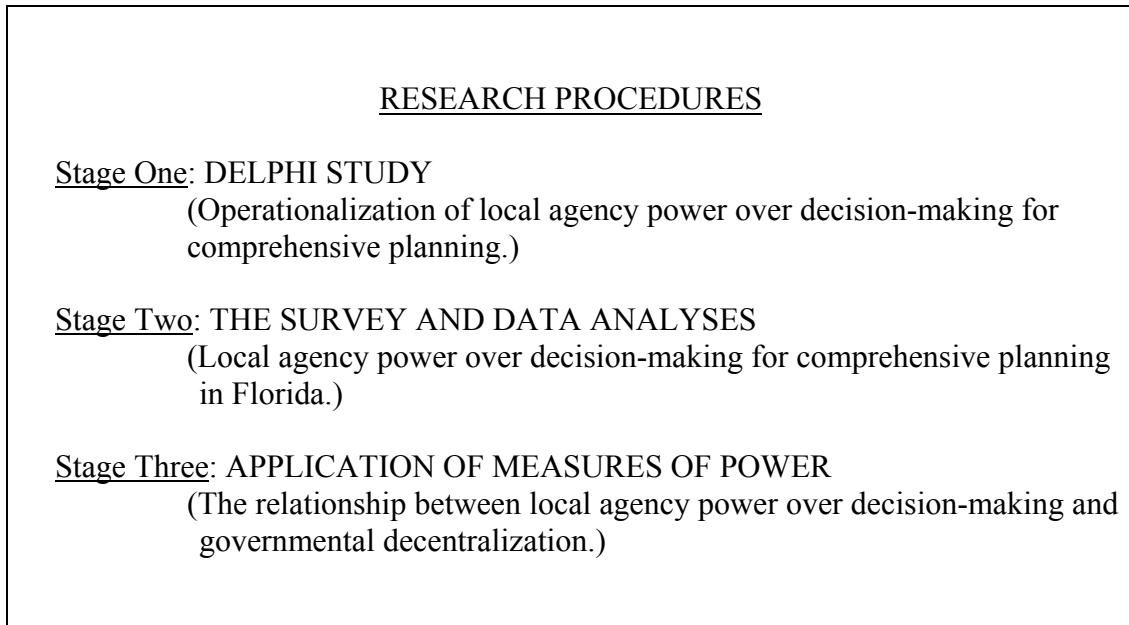 RESEARCH PROCEDURES
Stage One: DELPHI STUDY
(Operationalization of local agency power over decision-making for
comprehensive planning.)
Stage Two: THE SURVEY AND DATA ANALYSES
(Local agency power over decision-making for comprehensive planning
in Florida.)
Stage Three: APPLICATION OF MEASURES OF POWER
(The relationship between local agency power over decision-making and
governmental decentralization.)